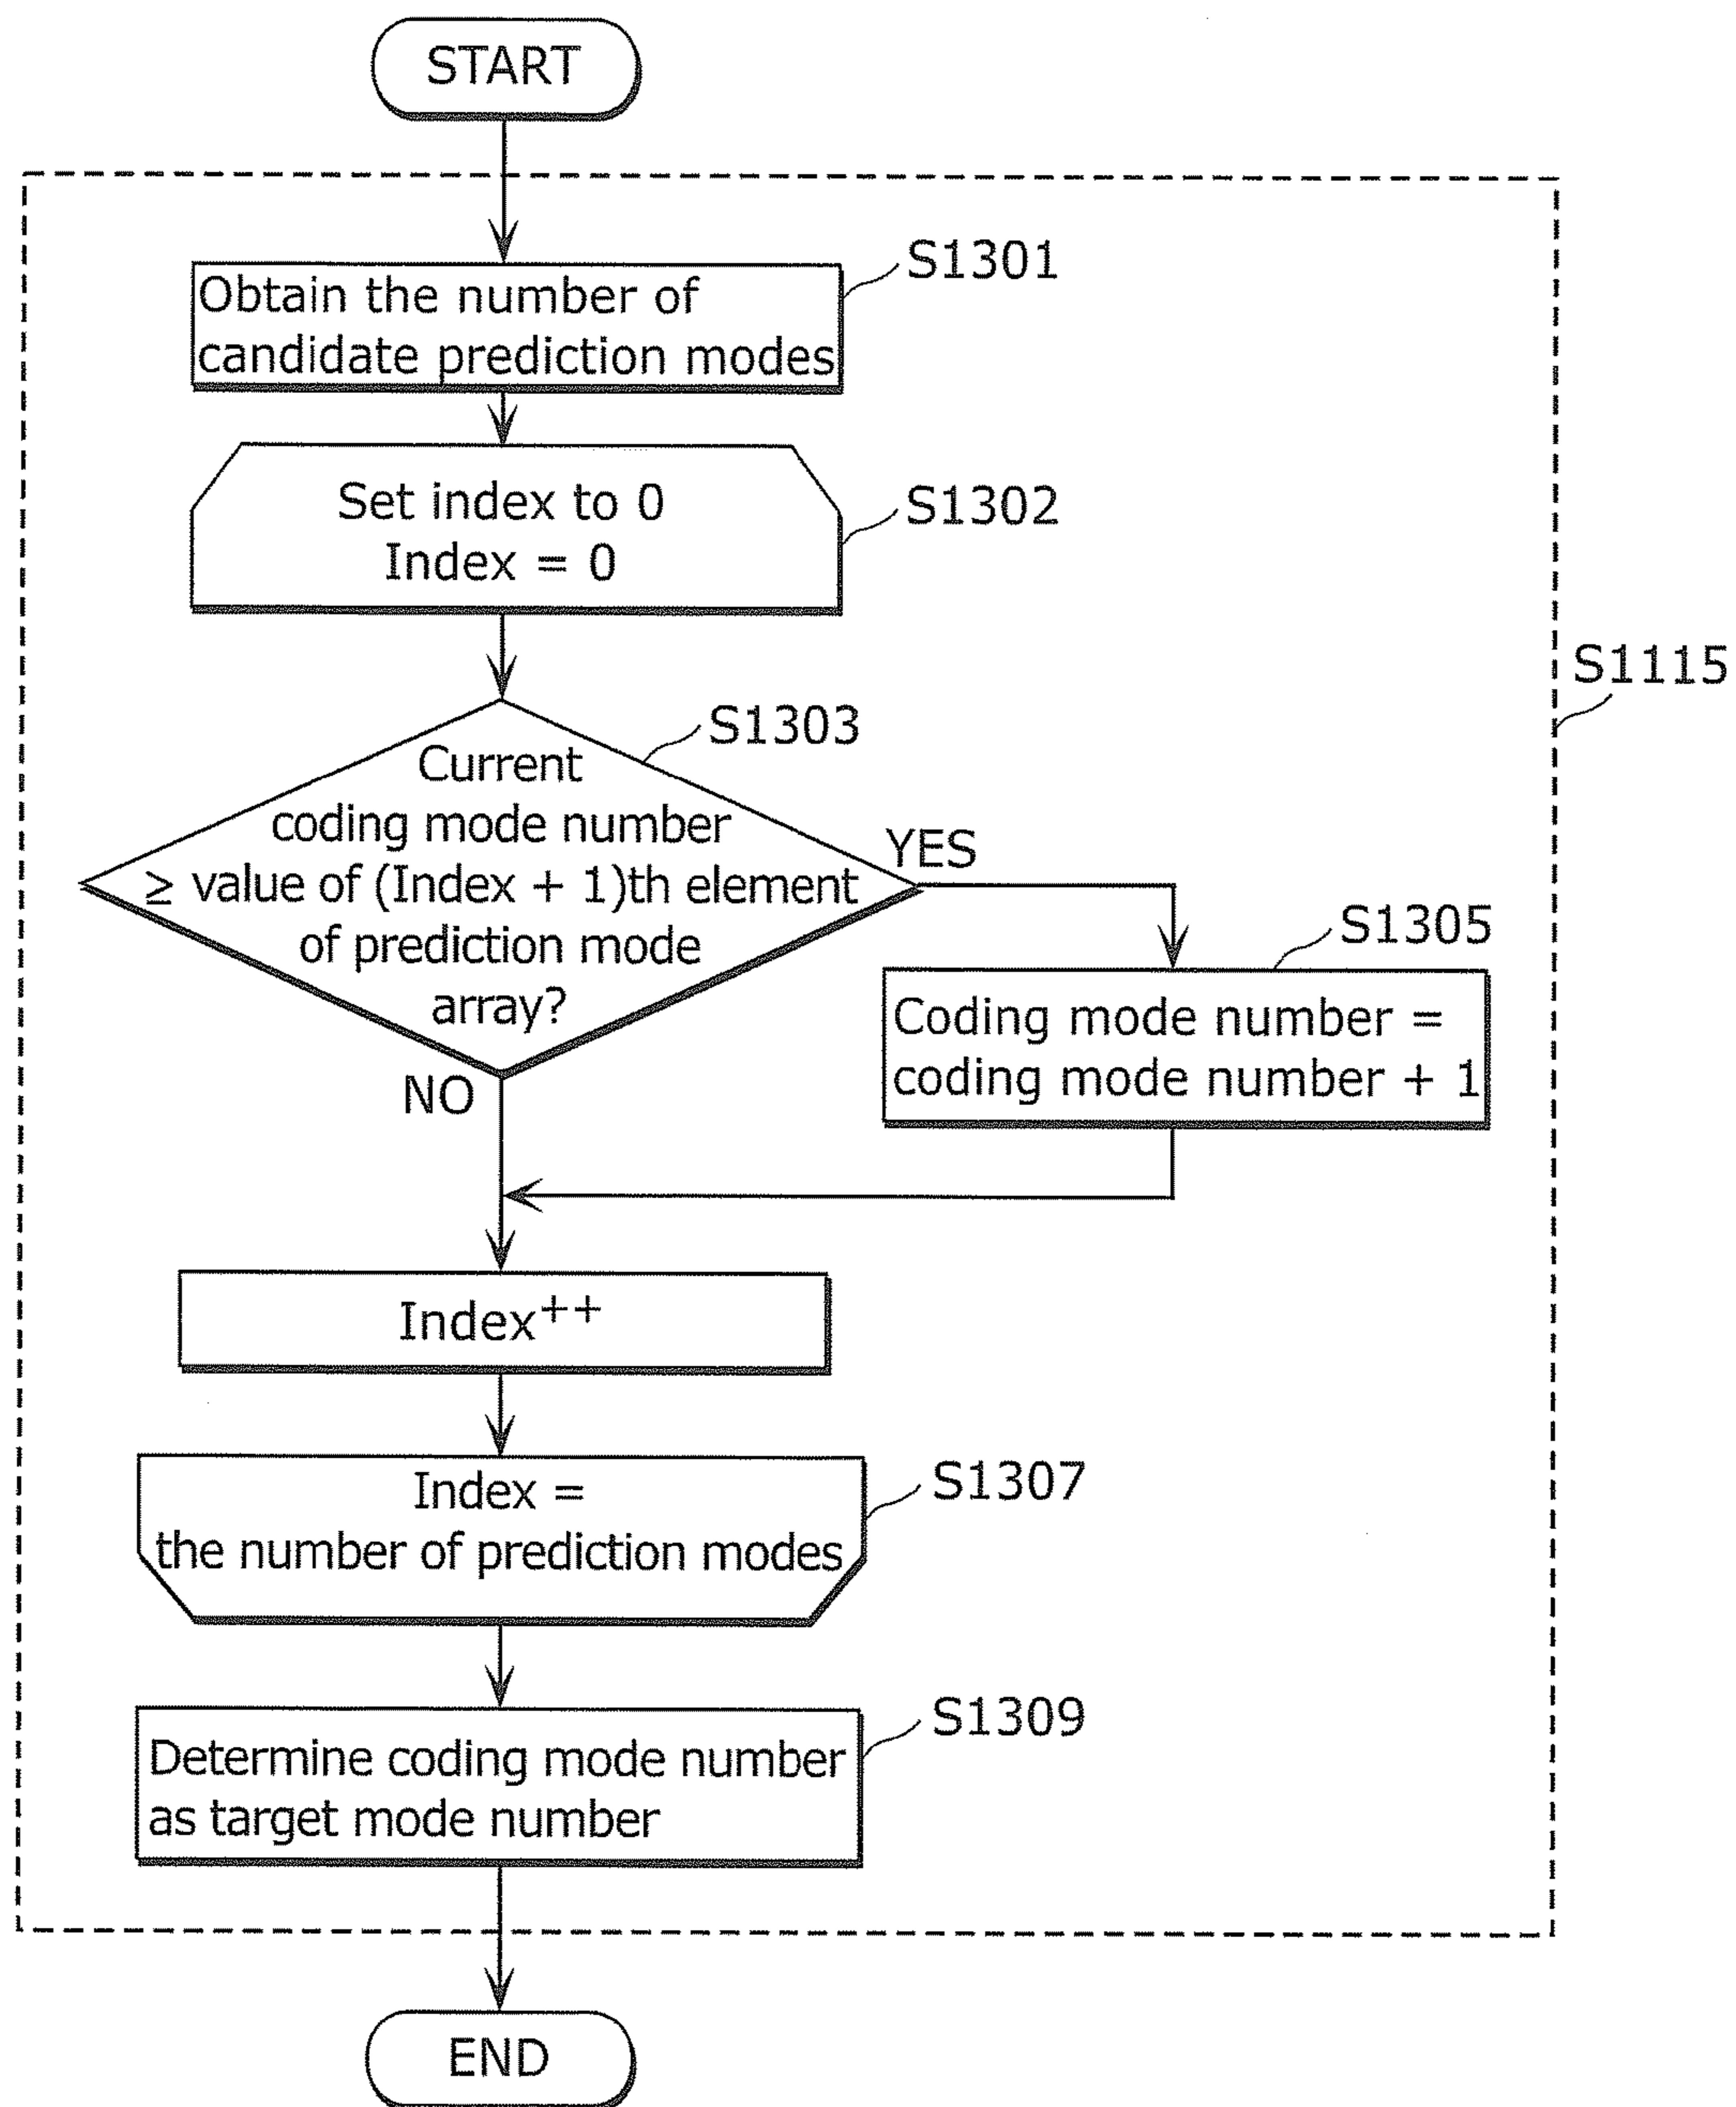 START
S1301
Obtain the number of
candidate prediction modes
Set index to 0
Index = 0
S1302
S1115
S1303
Current
coding mode number
≥ value of (Index + 1)th element
of prediction mode
array?
YES
S1305
Coding mode number =
coding mode number + 1
NO
Index++
Index =
the number of prediction modes
S1307
S1309
Determine coding mode number
as target mode number
END